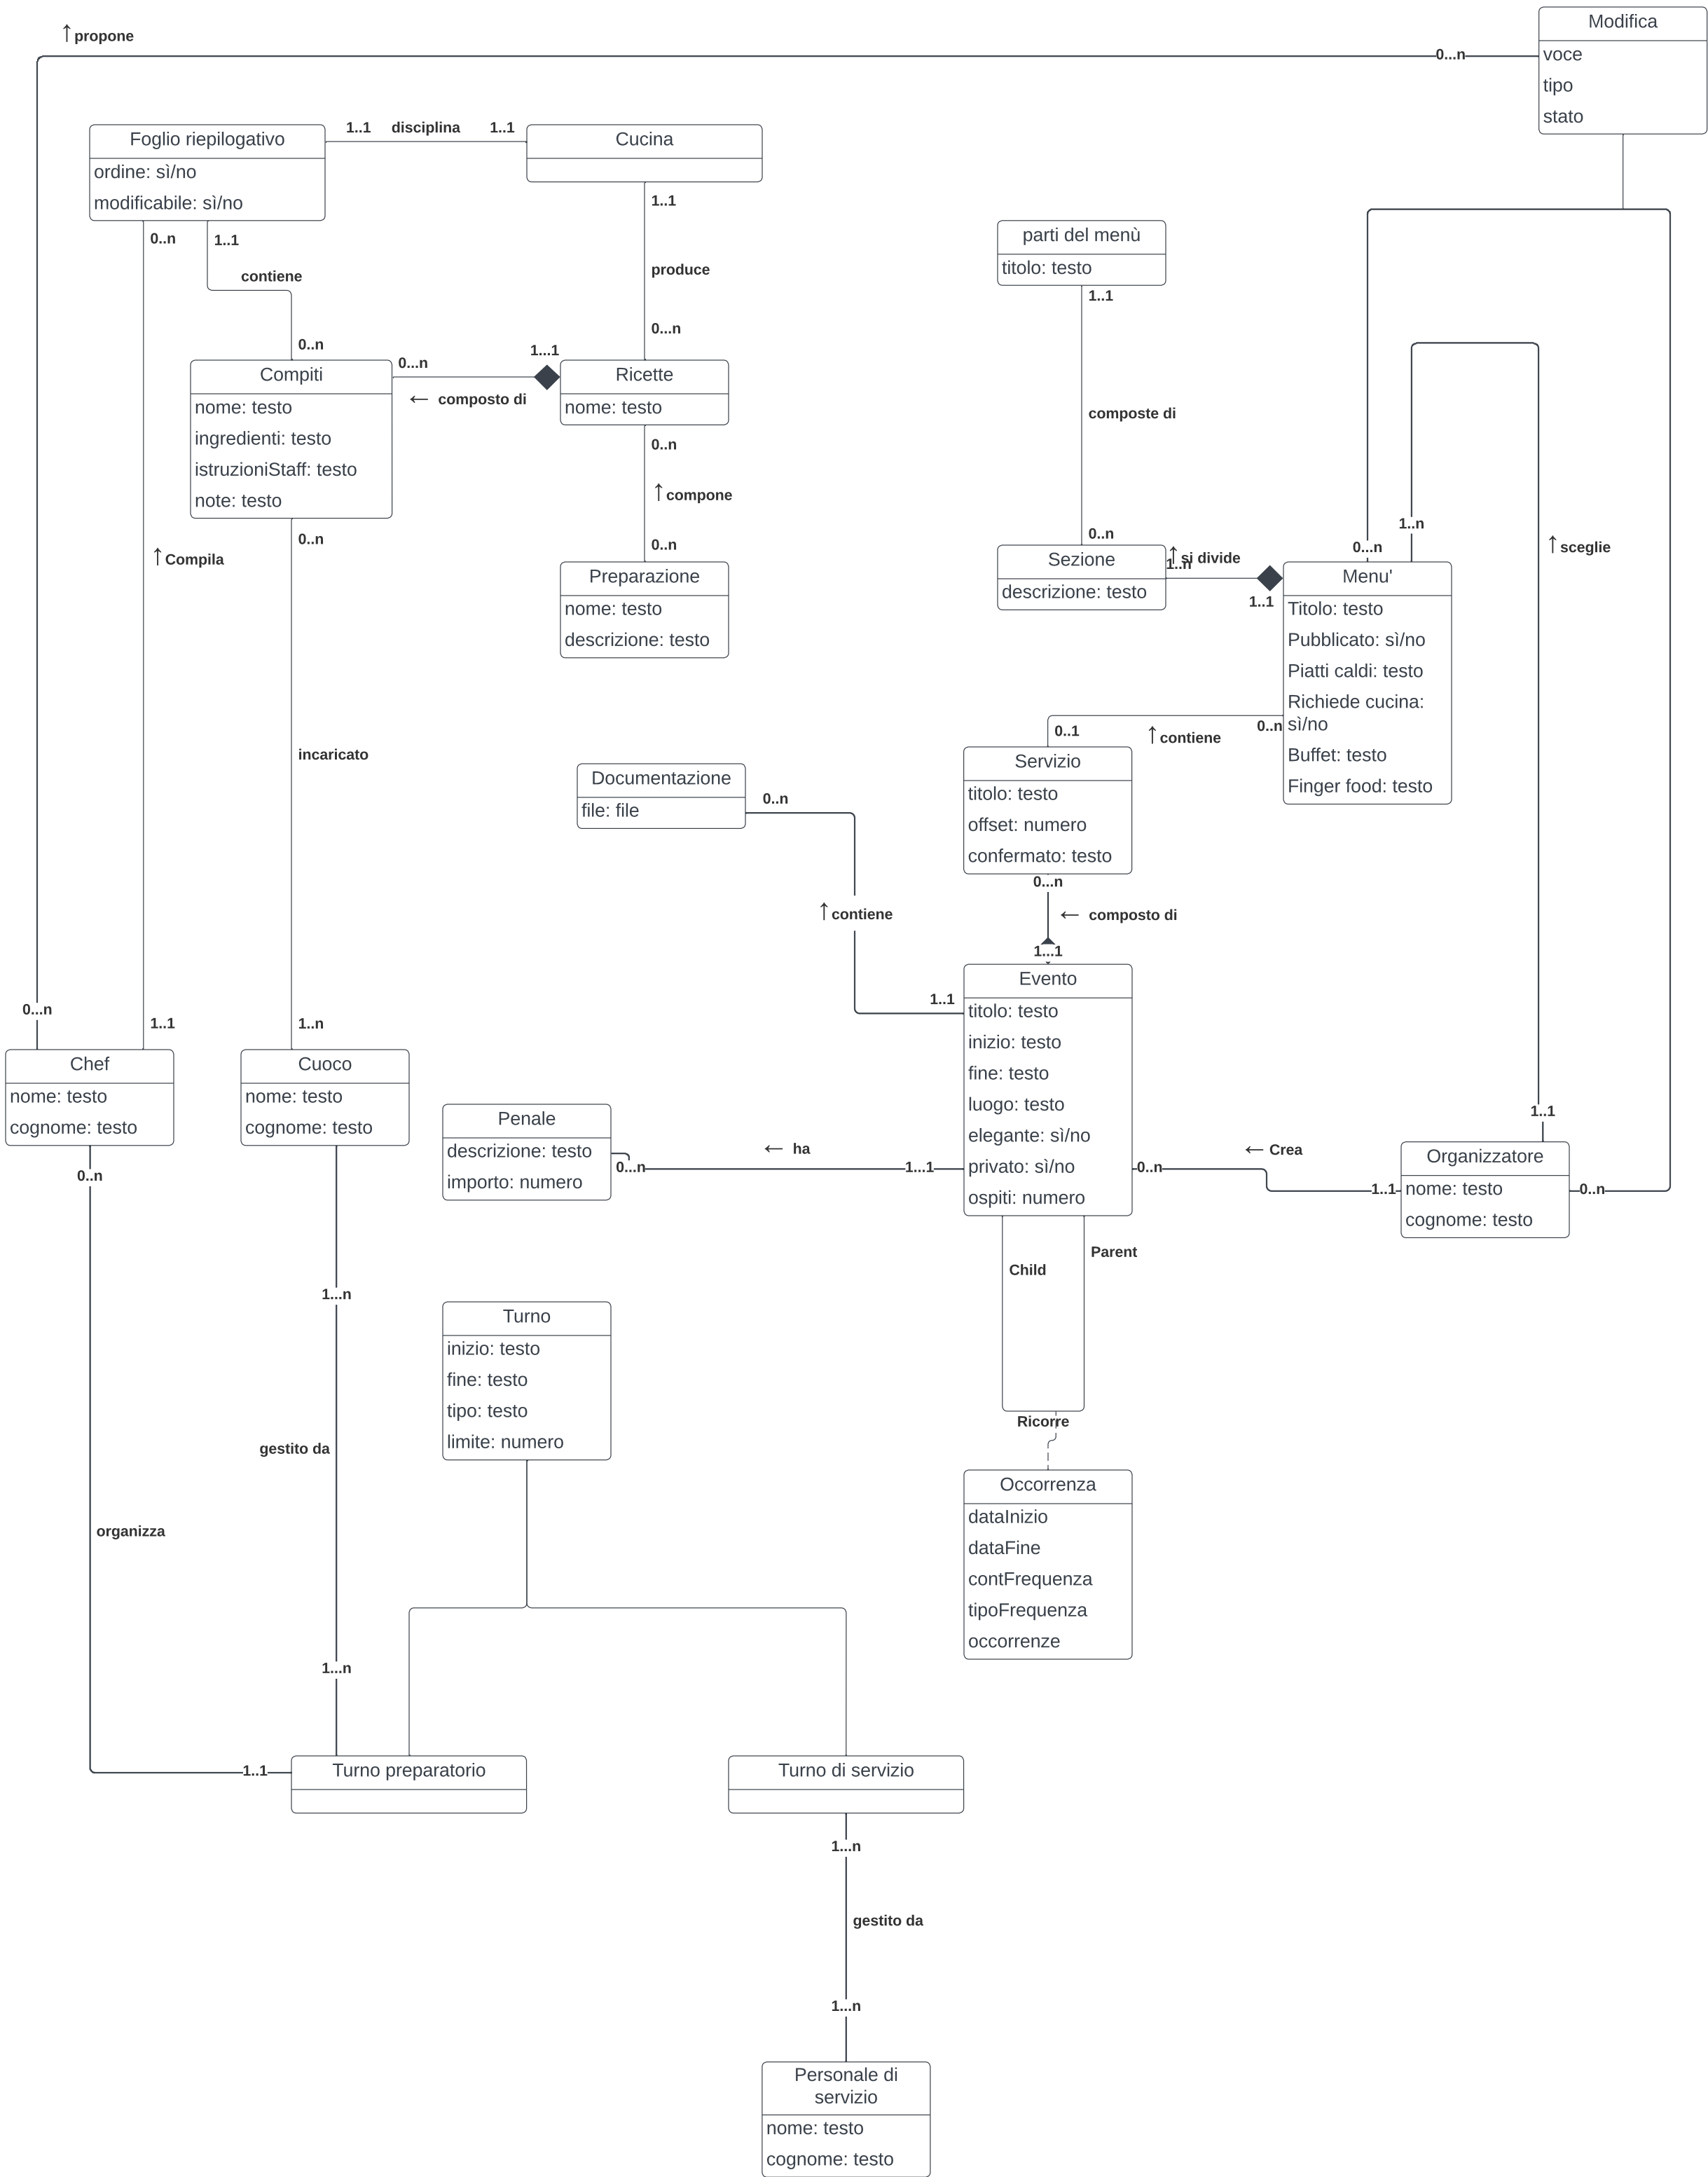 ↑propone
Modifica
voce
tipo
stato
0...n
Foglio riepilogativo
ordine: sì/no
modificabile: sì/no
1..1
disciplina
1..1
Cucina
0..n
1..1
contiene
0..n
1..1
produce
0...n
parti del menù
titolo: testo
1..1
composte di
0..n
Compiti
nome: testo
ingredienti: testo
istruzioniStaff: testo
note: testo
0...n
1...1
← composto di
Ricette
nome: testo
0..n
↑compone
0..n
Preparazione
nome: testo
descrizione: testo
Sezione
descrizione: testo
↑si divide
1..n
1..1
0...n
1..n
↑sceglie
Menu'
Titolo: testo
Pubblicato: sì/no
Piatti caldi: testo
Richiede cucina:
sì/no
Buffet: testo
Finger food: testo
↑Compila
0..n
incaricato
0..1
↑contiene
0..n
Servizio
titolo: testo
offset: numero
confermato: testo
Documentazione
file: file
0..n
↑contiene
1..1
0...n
← composto di
1...1
Evento
titolo: testo
inizio: testo
fine: testo
luogo: testo
elegante: sì/no
privato: sì/no
ospiti: numero
0...n
1..1
1..n
Chef
nome: testo
cognome: testo
Cuoco
nome: testo
cognome: testo
Penale
descrizione: testo
importo: numero
0...n
← ha
1...1
0..n
← Crea
1..1
1..1
Organizzatore
nome: testo
cognome: testo
0..n
0..n
Child
Parent
Ricorre
1...n
Turno
inizio: testo
fine: testo
tipo: testo
limite: numero
gestito da
organizza
Occorrenza
dataInizio
dataFine
contFrequenza
tipoFrequenza
occorrenze
1...n
1..1
Turno preparatorio
Turno di servizio
1...n
gestito da
1...n
Personale di
servizio
nome: testo
cognome: testo